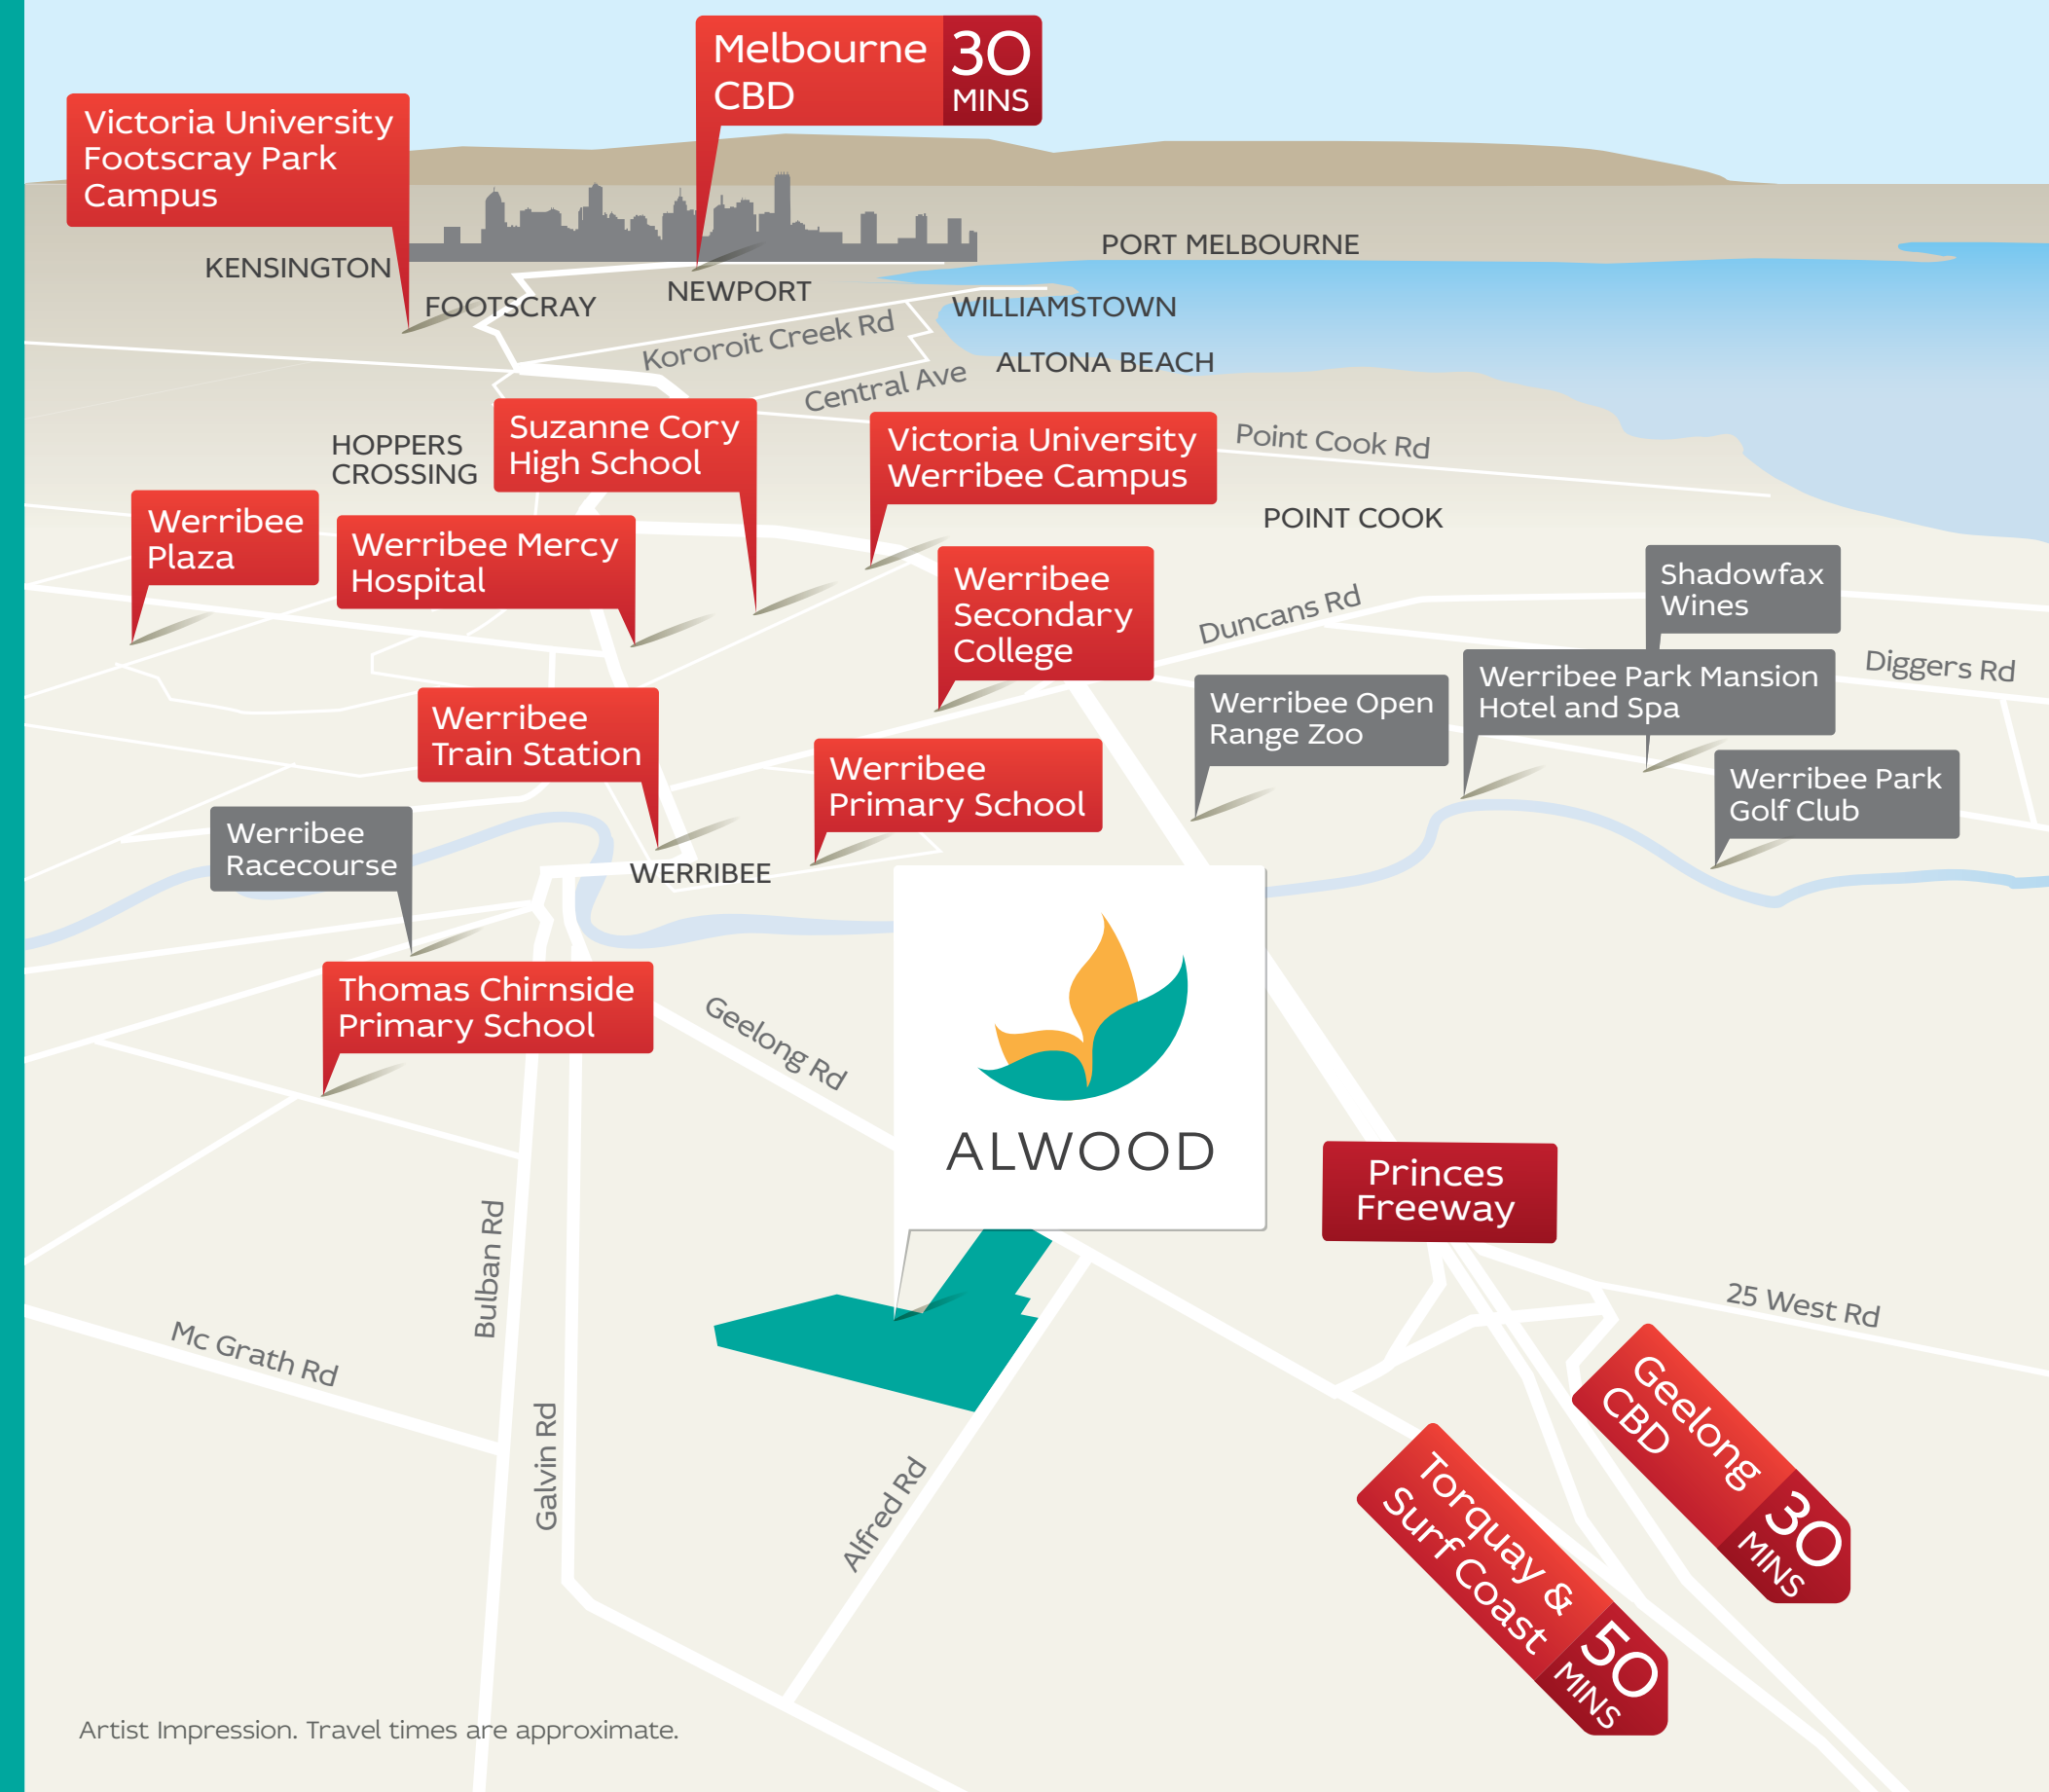 Melbourne
CBD
30
MINS
Victoria University
Footscray Park
Campus
PORT MELBOURNE
KENSINGTON
NEWPORT
FOOTSCRAY
WILLIAMSTOWN
Kororoit Creek Rd
ALTONA BEACH
Central Ave
Suzanne Cory
High School
Victoria University
Werribee Campus
Point Cook Rd
HOPPERS
CROSSING
Werribee
Plaza
Werribee Mercy
Hospital
POINT COOK
Werribee
Secondary
College
Shadowfax
Wines
Duncans Rd
Diggers Rd
Werribee Park Mansion
Hotel and Spa
Werribee Open
Range Zoo
Werribee
Train Station
Werribee
Primary School
Werribee Park
Golf Club
Werribee
Racecourse
WERRIBEE
Thomas Chirnside
Primary School
Geelong Rd
ALWOOD
Princes
Freeway
Bulban Rd
25 West Rd
Mc Grath Rd
Geelong
CBD
30
MINS
Galvin Rd
Alfred Rd
Torquay &
Surf Coast
50
MINS
Artist Impression. Travel times are approximate.